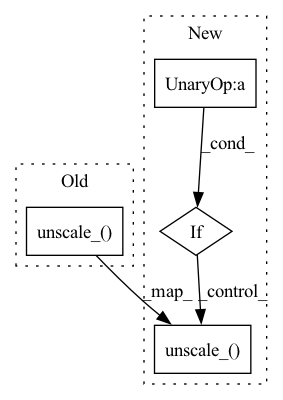 New
UnaryOp:a
_cond_
Old
If
unscale_()
_map_
_control_
unscale_()